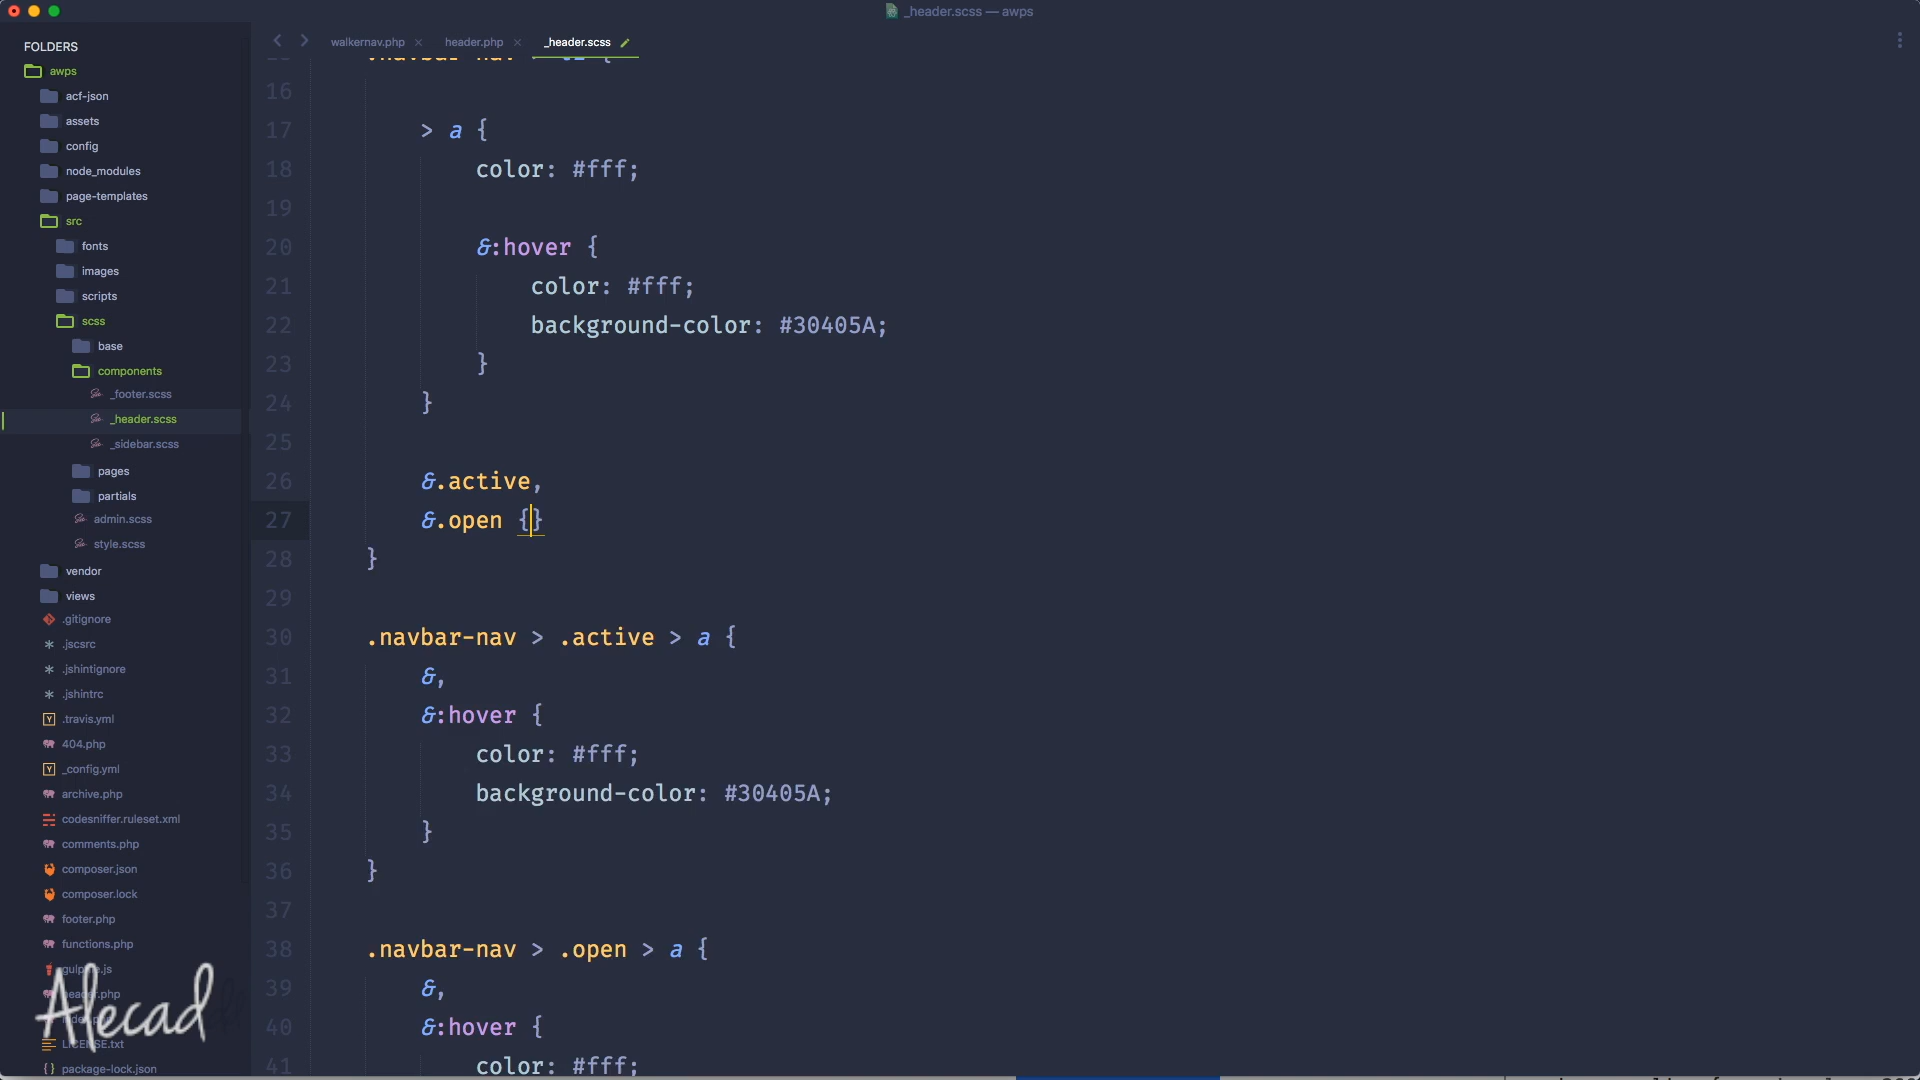 _header.scss — awps
FOLDERS
awps
acf-json
assets
config
node_modules
page-templates
src
fonts
images
scripts
scss
base
components
_footer.scss
_header.scss
_sidebar.scss
pages
partials
admin.scss
style.scss
vendor
views
.gitignore
.jscsrc
.jshintignore
.jshintrc
.travis.yml
404.php
_config.yml
archive.php
codesniffer.ruleset.xml
comments.php
composer.json
composer.lock
footer.php
functions.php
header.php
package-lock.json
Alecad
walkernav.php
header.php
_header.scss
16
17 > a {
18 color: #fff;
19
20 &:hover {
21 color: #fff;
22 background-color: #30405A;
23 }
24 }
25
26 &.active,
27 &.open {}
28 }
29
30 .navbar-nav > .active > a {
31 &,
32 &:hover {
33 color: #fff;
34 background-color: #30405A;
35 }
36 }
37
38 .navbar-nav > .open > a {
39 &,
40 &:hover {
41 color: #fff;